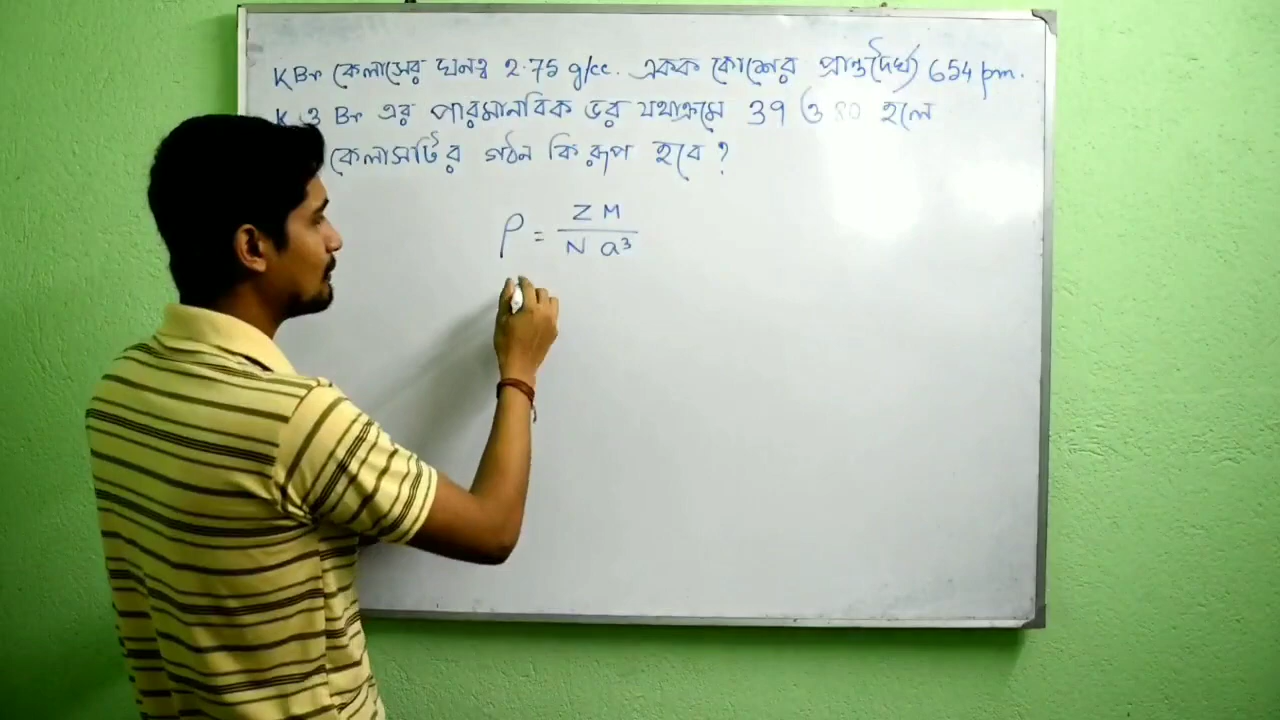 KBr কেলাসের ঘনত্ব 2.75 g/cc. একক কোশের প্রান্তদৈর্ঘ্য 654 pm.
K ও Br এর পারমানবিক ভর যথাক্রমে 39 ও 80 হলে
কেলাসটির গঠন কিরূপ হবে ?
ρ = ZM / N a³